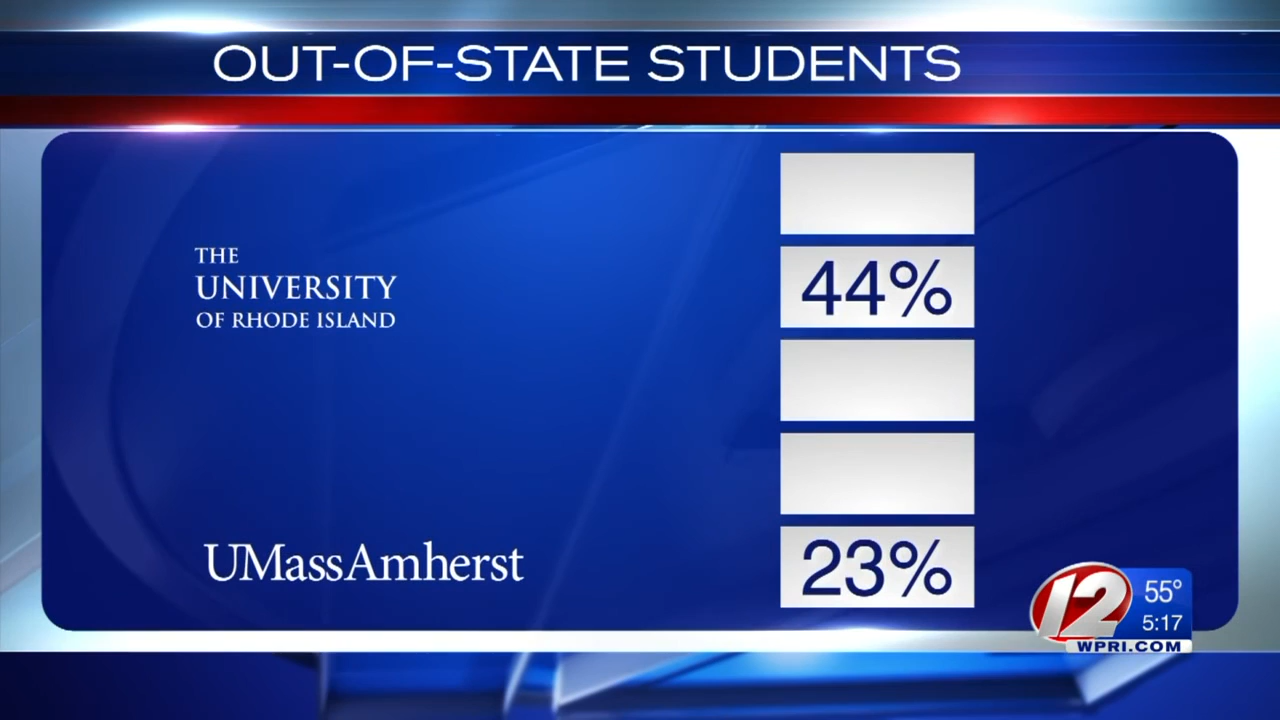 OUT-OF-STATE STUDENTS
THE
UNIVERSITY
OF RHODE ISLAND
44%
UMassAmherst
23%
12
55°
5:17
WPRI.COM